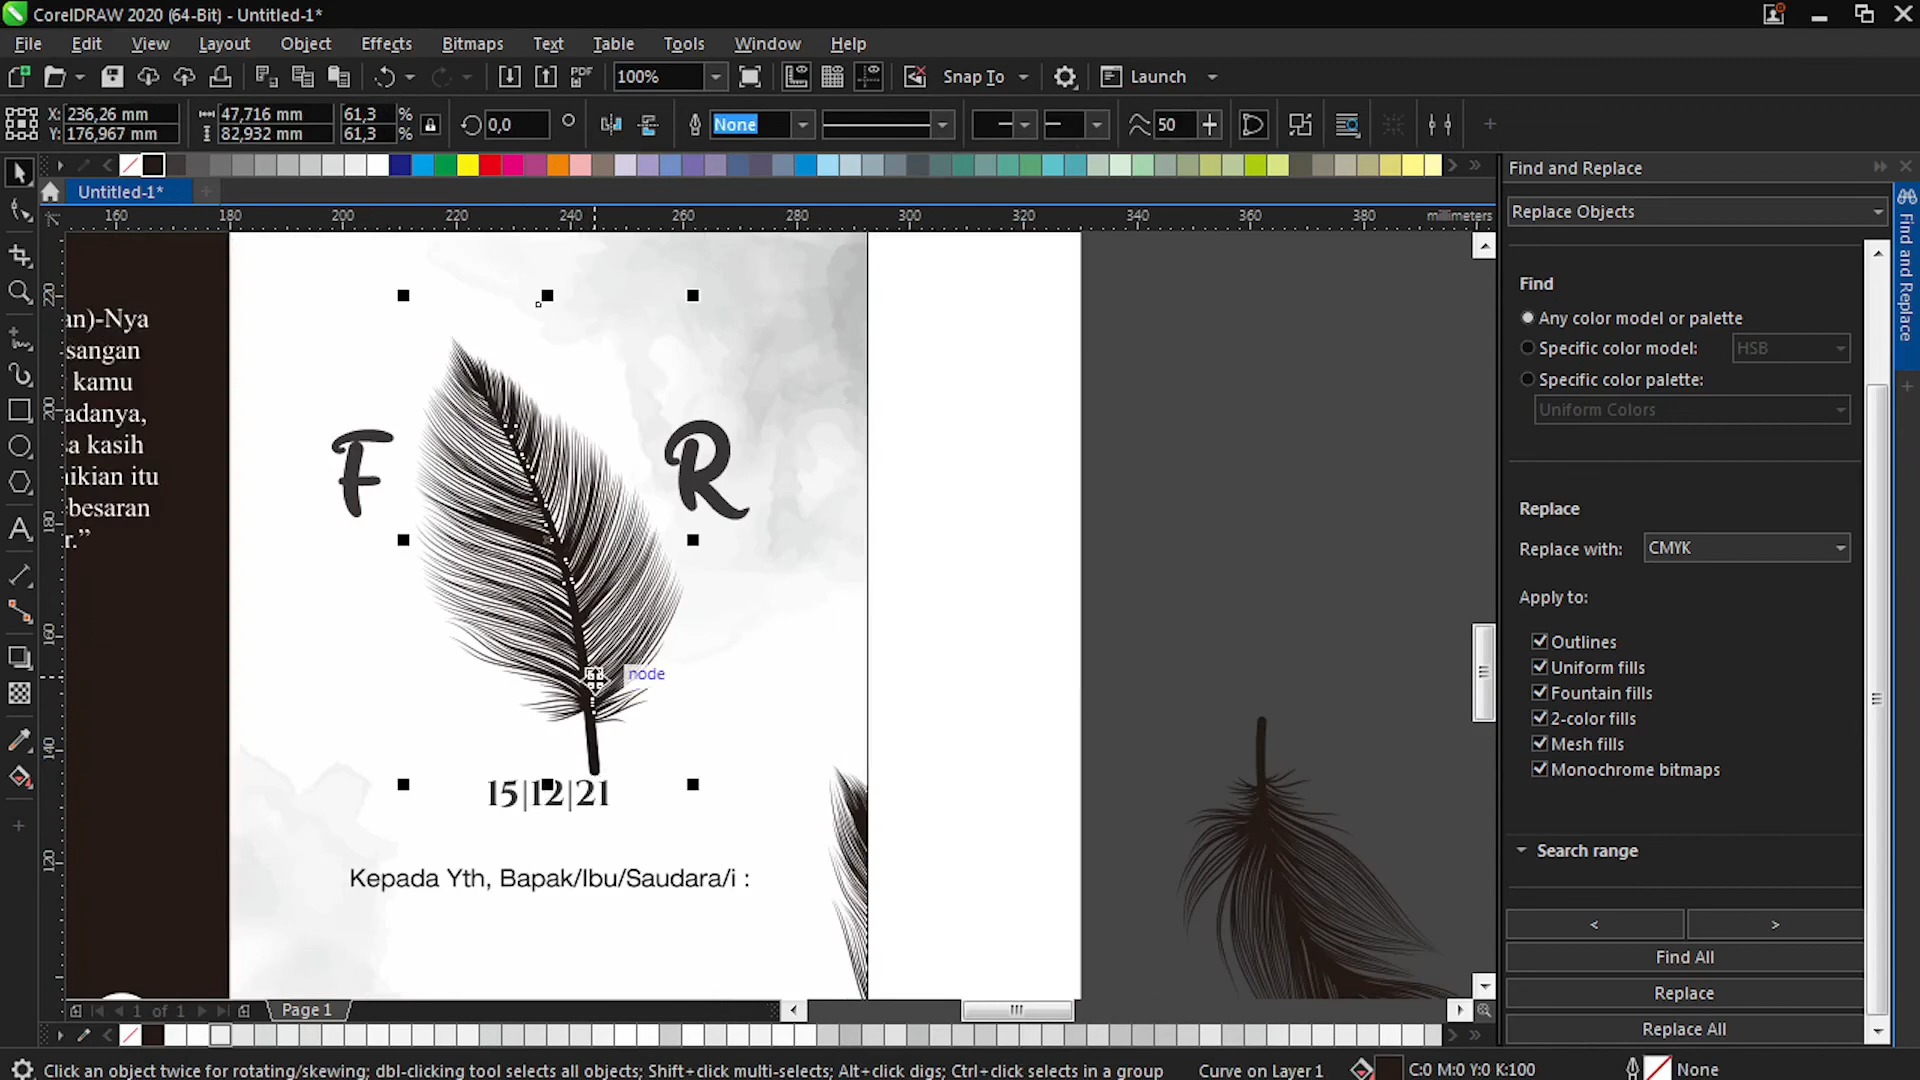 CorelDRAW 2020 (64-Bit) - Untitled-1*
File Edit View Layout Object Effects Bitmaps Text Table Tools Window Help
PDF 100% Snap To Launch
X: 236,26 mm 47,716 mm 61,3 %
Y: 176,967 mm 82,932 mm 61,3 %
0,0 ° None 50
Untitled-1*
160 180 200 220 240 260 280 300 320 340 360 380 millimeters
220
200
180
160
140
120
an)-Nya
sangan
kamu
adanya,
a kasih
ikian itu
besaran
r.”
F R
node
15|12|21
Kepada Yth, Bapak/Ibu/Saudara/i :
Find and Replace
Replace Objects
Find
Any color model or palette
Specific color model: HSB
Specific color palette:
Uniform Colors
Replace
Replace with: CMYK
Apply to:
Outlines
Uniform fills
Fountain fills
2-color fills
Mesh fills
Monochrome bitmaps
Search range
< >
Find All
Replace
Replace All
Find and Replace
1 of 1 Page 1
Click an object twice for rotating/skewing; dbl-clicking tool selects all objects; Shift+click multi-selects; Alt+click digs; Ctrl+click selects in a group Curve on Layer 1 C:0 M:0 Y:0 K:100 None